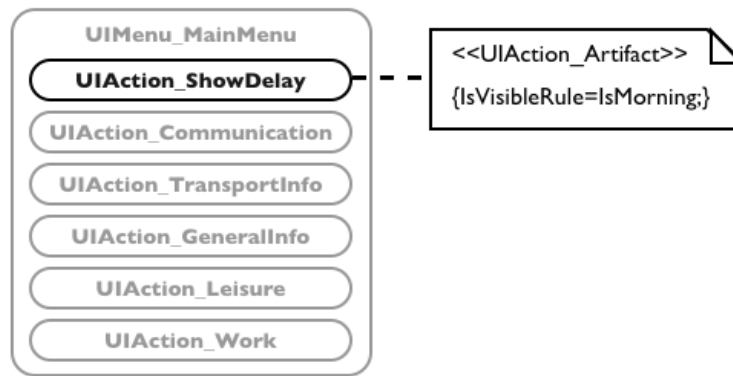 UIMenu_MainMenu
UIAction_ShowDelay
UIAction_Communication
UIAction_TransportInfo
UIAction_GeneralInfo
UIAction_Leisure
UIAction_Work
<<UIAction_Artifact>>
{IsVisibleRule=IsMorning;}